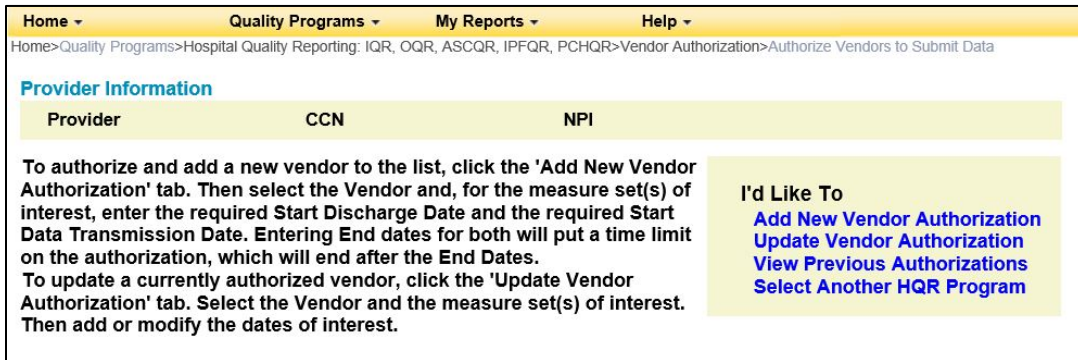 Home Quality Programs My Reports Help
Home>Quality Programs>Hospital Quality Reporting: IQR, OQR, ASCQR, IPFQR, PCHQR>Vendor Authorization>Authorize Vendors to Submit Data
Provider Information
Provider CCN NPI
To authorize and add a new vendor to the list, click the 'Add New Vendor
Authorization' tab. Then select the Vendor and, for the measure set(s) of
interest, enter the required Start Discharge Date and the required Start
Data Transmission Date. Entering End dates for both will put a time limit
on the authorization, which will end after the End Dates.
To update a currently authorized vendor, click the 'Update Vendor
Authorization' tab. Select the Vendor and the measure set(s) of interest.
Then add or modify the dates of interest.
I'd Like To
Add New Vendor Authorization
Update Vendor Authorization
View Previous Authorizations
Select Another HQR Program